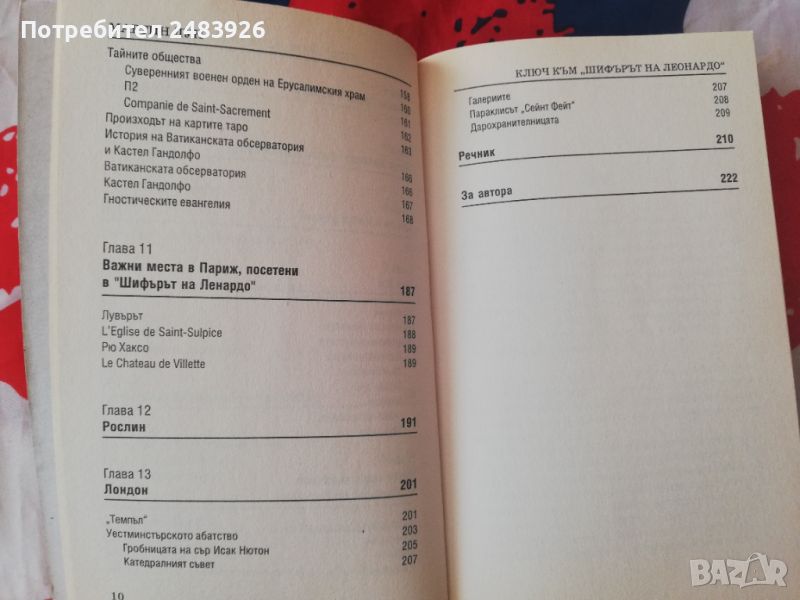 Потребител 2483926
Тайните общества
Суверенният военен орден на Ерусалимския храм 158
П2 160
Companie de Saint-Sacrement 161
Произходът на картите таро 162
История на Ватиканската обсерватория 163
и Кастел Гандолфо
Ватиканската обсерватория 166
Кастел Гандолфо 166
Гностическите евангелия 167
168
Глава 11
Важни места в Париж, посетени
в "Шифърът на Ленардо" 187
Лувърът 187
L'Eglise de Saint-Sulpice 188
Рю Хаксо 189
Le Chateau de Villette 189
Глава 12
Рослин 191
Глава 13
Лондон 201
„Темпъл“ 201
Уестминстърското абатство 203
Гробницата на сър Исак Нютон 205
Катедралният съвет 207
10
КЛЮЧ КЪМ „ШИФЪРЪТ НА ЛЕОНАРДО“
Галериите 207
Параклисът „Сейнт Фейт“ 208
Дарохранителницата 209
Речник 210
За автора 222
BAZAR